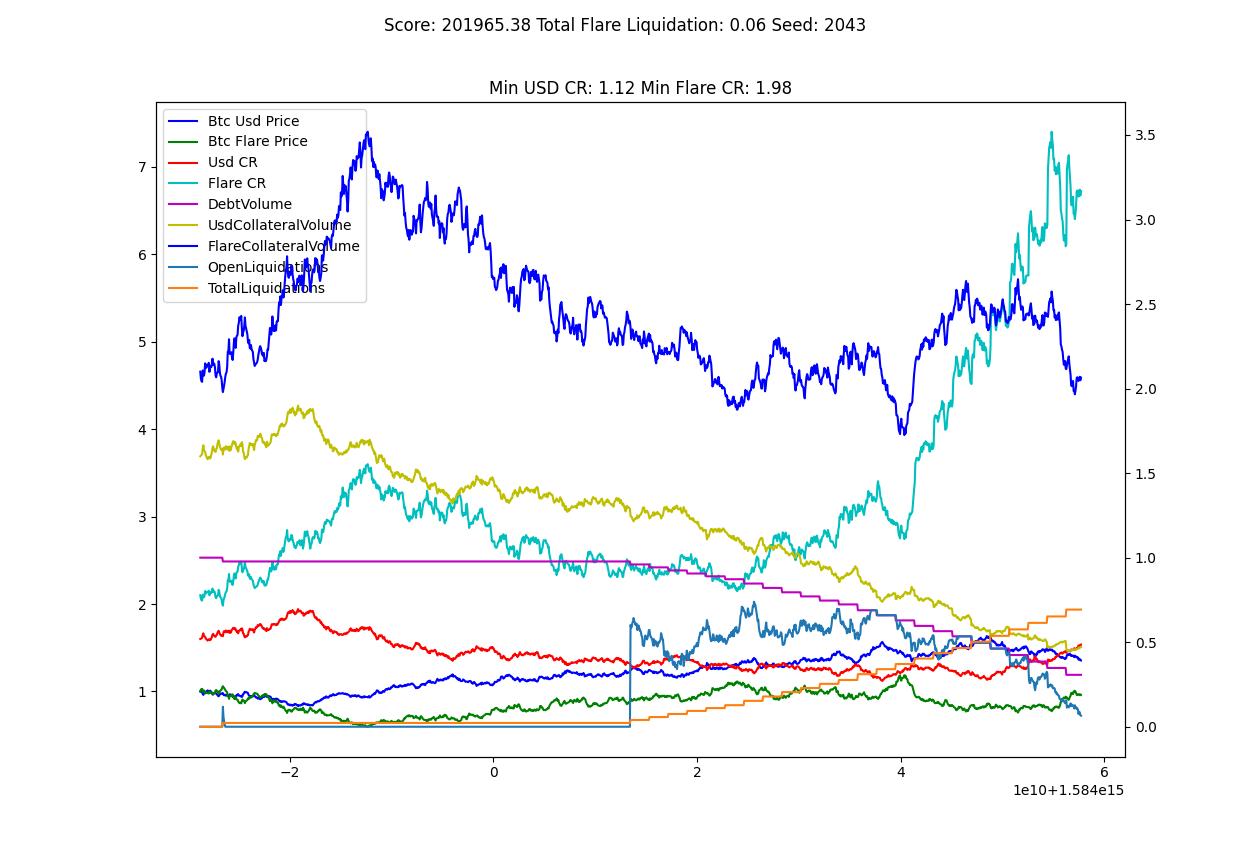 Score: 201965.38 Total Flare Liquidation: 0.06 Seed: 2043
Min USD CR: 1.12 Min Flare CR: 1.98
Btc Usd Price
Btc Flare Price
Usd CR
Flare CR
DebtVolume
UsdCollateralVolume
FlareCollateralVolume
OpenLiquidations
TotalLiquidations
7
6
5
4
3
2
1
3.5
3.0
2.5
2.0
1.5
1.0
0.5
0.0
−2 0 2 4 6
1e10+1.584e15